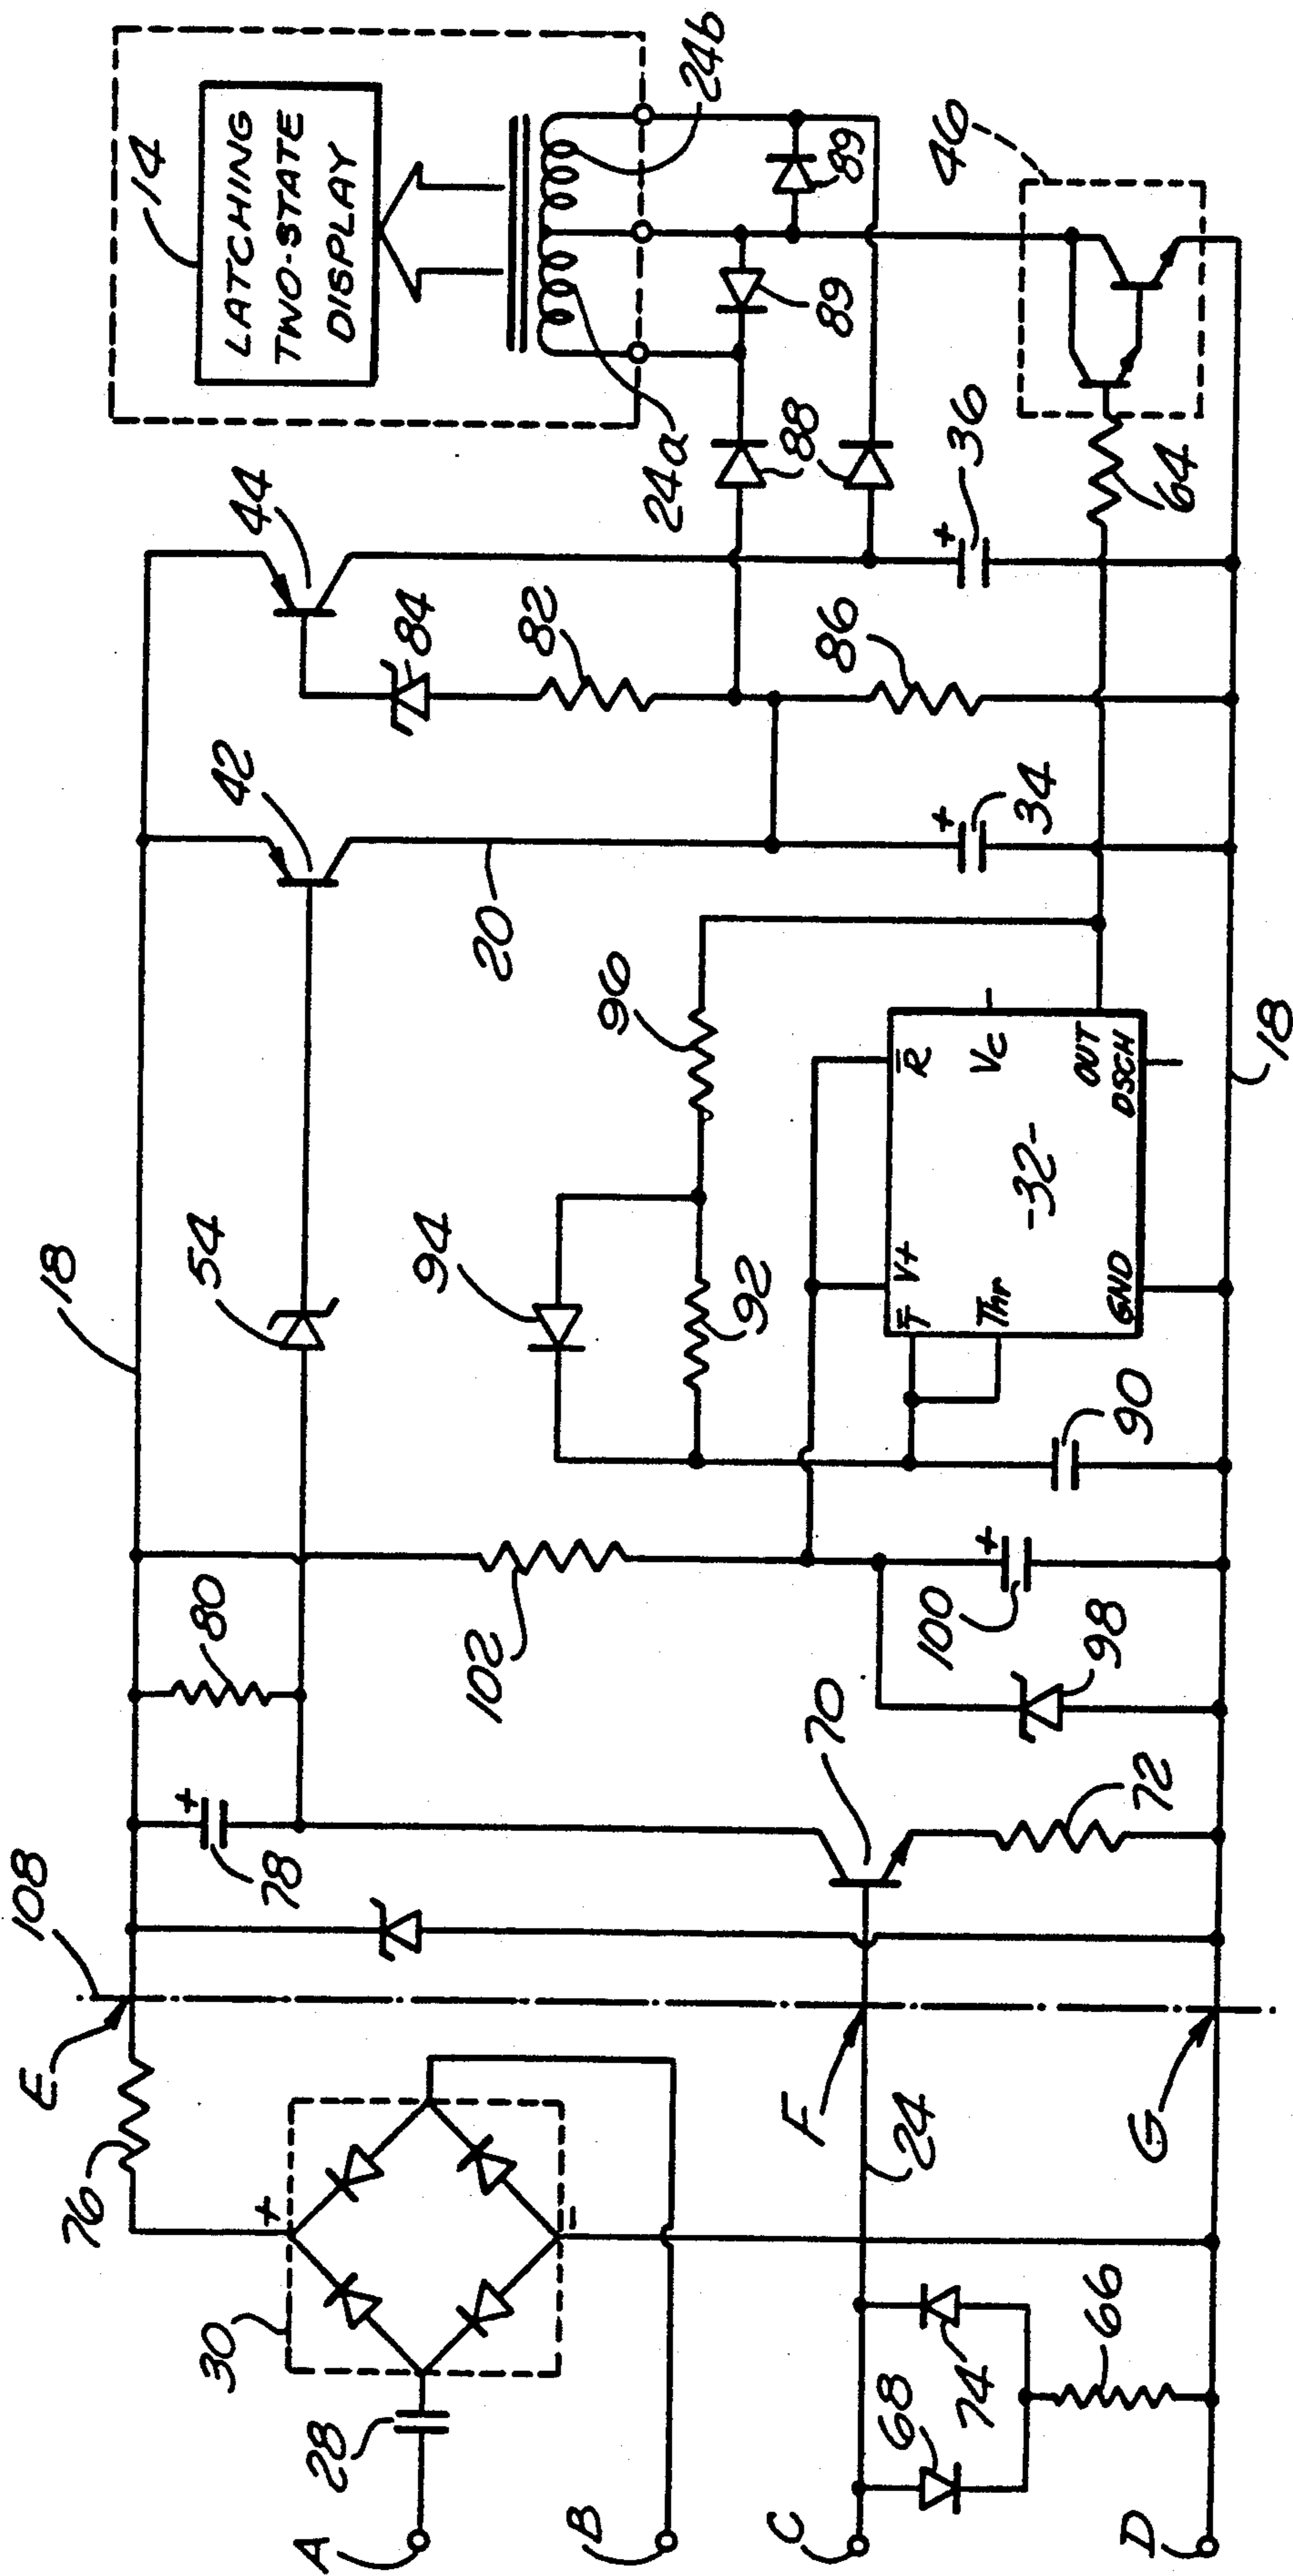 14
LATCHING
TWO-STATE
DISPLAY
24b
24a
89
89
88
46
44
84
82
86
36
64
42
20
34
18
54
94
96
92
V+
R̅
T̅
Thr
Vc
-32-
OUT
DSCH
GND
18
90
80
102
100
+
98
+
78
70
72
+
+
108
E
F
G
76
30
+
-
28
24
68
74
66
A
B
C
D